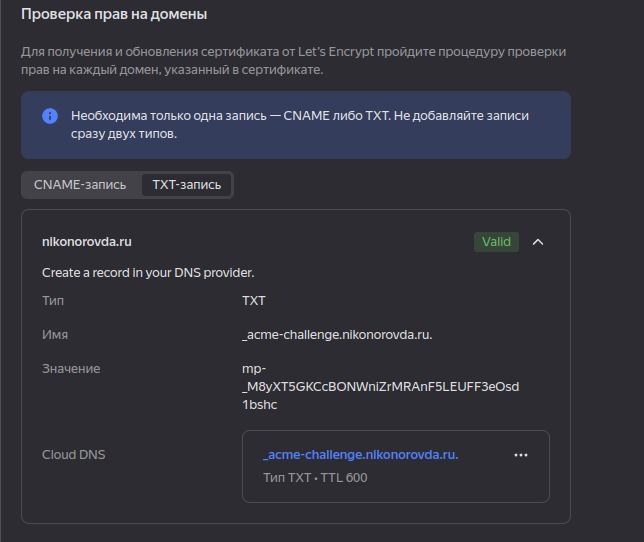 Проверка прав на домены
Для получения и обновления сертификата от Let's Encrypt пройдите процедуру проверки
прав на каждый домен, указанный в сертификате.
Необходима только одна запись — CNAME либо TXT. Не добавляйте записи
сразу двух типов.
CNAME-запись TXT-запись
nikonorovda.ru Valid
Create a record in your DNS provider.
Тип TXT
Имя _acme-challenge.nikonorovda.ru.
Значение mp-
_M8yXT5GKCcBONWniZrMRAnF5LEUFF3eOsd
1bshc
Cloud DNS _acme-challenge.nikonorovda.ru.
Тип TXT • TTL 600